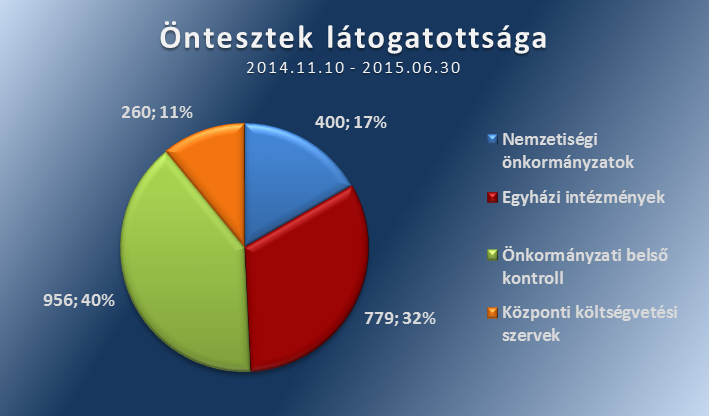 Öntesztek látogatottsága
2014.11.10 - 2015.06.30
260; 11%
400; 17%
956; 40%
779; 32%
Nemzetiségi
önkormányzatok
Egyházi intézmények
Önkormányzati belső
kontroll
Központi költségvetési
szervek